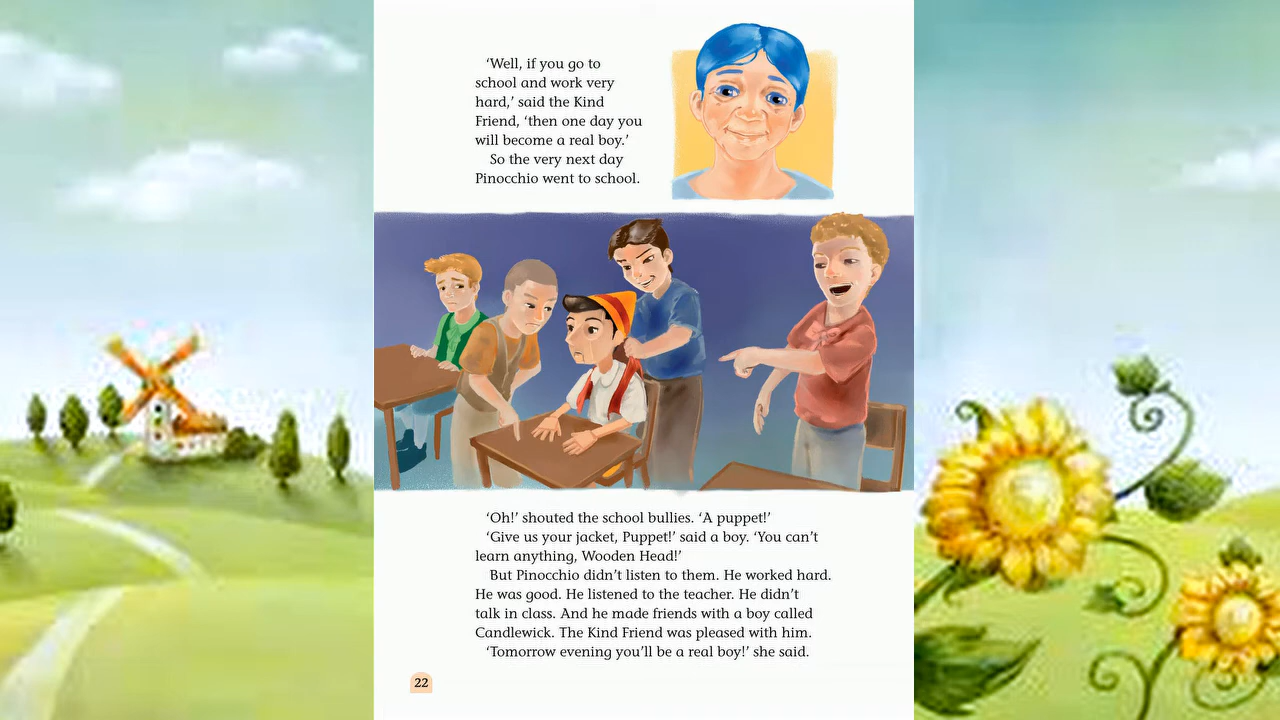 ‘Well, if you go to
school and work very
hard,’ said the Kind
Friend, ‘then one day you
will become a real boy.’
So the very next day
Pinocchio went to school.
‘Oh!’ shouted the school bullies. ‘A puppet!’
‘Give us your jacket, Puppet!’ said a boy. ‘You can’t
learn anything, Wooden Head!’
But Pinocchio didn’t listen to them. He worked hard.
He was good. He listened to the teacher. He didn’t
talk in class. And he made friends with a boy called
Candlewick. The Kind Friend was pleased with him.
‘Tomorrow evening you’ll be a real boy!’ she said.
22